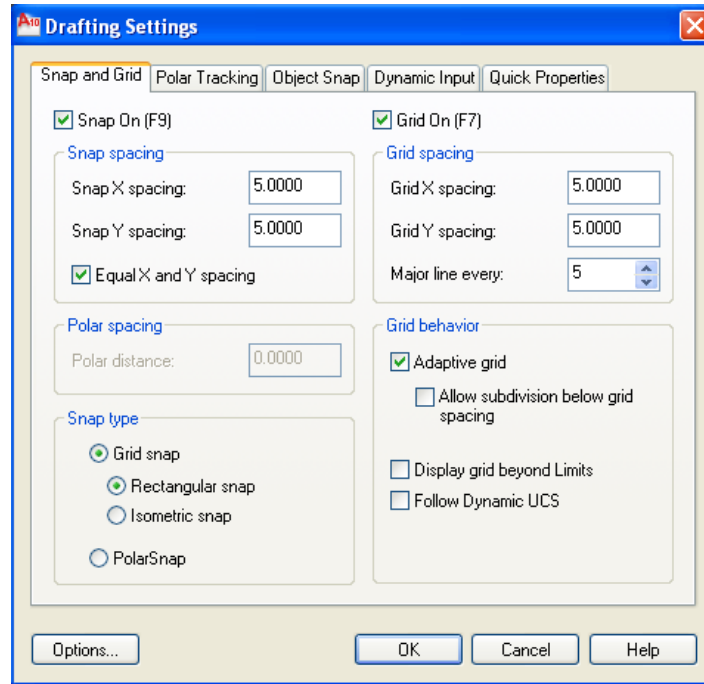 A10 Drafting Settings
Snap and Grid Polar Tracking Object Snap Dynamic Input Quick Properties
Snap On (F9)
Snap spacing
Snap X spacing: 5.0000
Snap Y spacing: 5.0000
Equal X and Y spacing
Polar spacing
Polar distance: 0.0000
Snap type
Grid snap
Rectangular snap
Isometric snap
PolarSnap
Grid On (F7)
Grid spacing
Grid X spacing: 5.0000
Grid Y spacing: 5.0000
Major line every: 5
Grid behavior
Adaptive grid
Allow subdivision below grid
spacing
Display grid beyond Limits
Follow Dynamic UCS
Options... OK Cancel Help